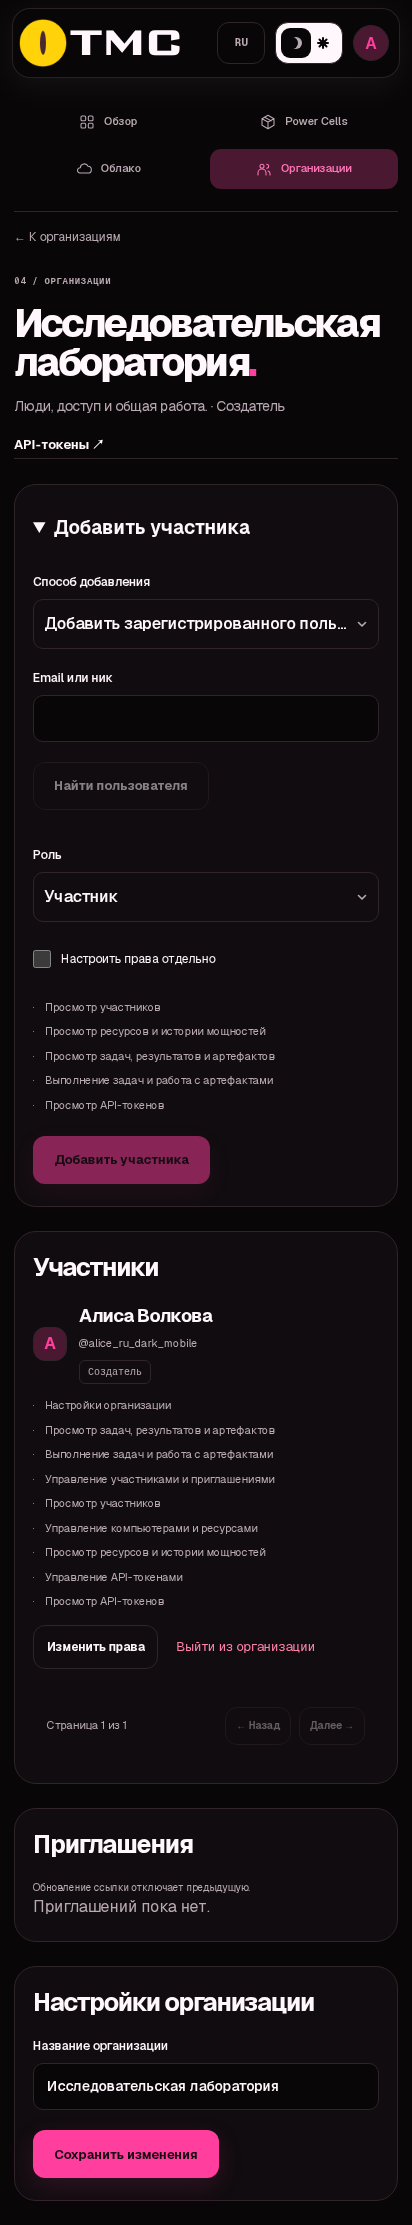 TMC
RU
A
Обзор
Power Cells
Облако
Организации
← К организациям
04 / ОРГАНИЗАЦИИ
Исследовательская
лаборатория.
Люди, доступ и общая работа. · Создатель
API-токены ↗
▼ Добавить участника
Способ добавления
Добавить зарегистрированного поль...
Email или ник
Найти пользователя
Роль
Участник
Настроить права отдельно
· Просмотр участников
· Просмотр ресурсов и истории мощностей
· Просмотр задач, результатов и артефактов
· Выполнение задач и работа с артефактами
· Просмотр API-токенов
Добавить участника
Участники
A
Алиса Волкова
@alice_ru_dark_mobile
Создатель
· Настройки организации
· Просмотр задач, результатов и артефактов
· Выполнение задач и работа с артефактами
· Управление участниками и приглашениями
· Просмотр участников
· Управление компьютерами и ресурсами
· Просмотр ресурсов и истории мощностей
· Управление API-токенами
· Просмотр API-токенов
Изменить права
Выйти из организации
Страница 1 из 1
← Назад
Далее →
Приглашения
Обновление ссылки отключает предыдущую.
Приглашений пока нет.
Настройки организации
Название организации
Исследовательская лаборатория
Сохранить изменения